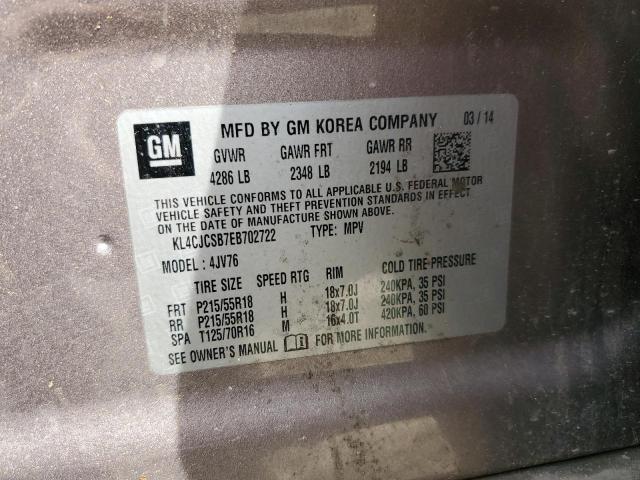 GM
MFD BY GM KOREA COMPANY 03/14
GVWR GAWR FRT GAWR RR
4286 LB 2348 LB 2194 LB
THIS VEHICLE CONFORMS TO ALL APPLICABLE U.S. FEDERAL MOTOR
VEHICLE SAFETY AND THEFT PREVENTION STANDARDS IN EFFECT
ON THE DATE OF MANUFACTURE SHOWN ABOVE.
KL4CJCSB7EB702722 TYPE: MPV
MODEL: 4JV76
TIRE SIZE SPEED RTG RIM COLD TIRE PRESSURE
FRT P215/55R18 H 18x7.0J 240KPA, 35 PSI
RR P215/55R18 H 18x7.0J 240KPA, 35 PSI
SPA T125/70R16 M 16x4.0T 420KPA, 60 PSI
SEE OWNER'S MANUAL FOR MORE INFORMATION.